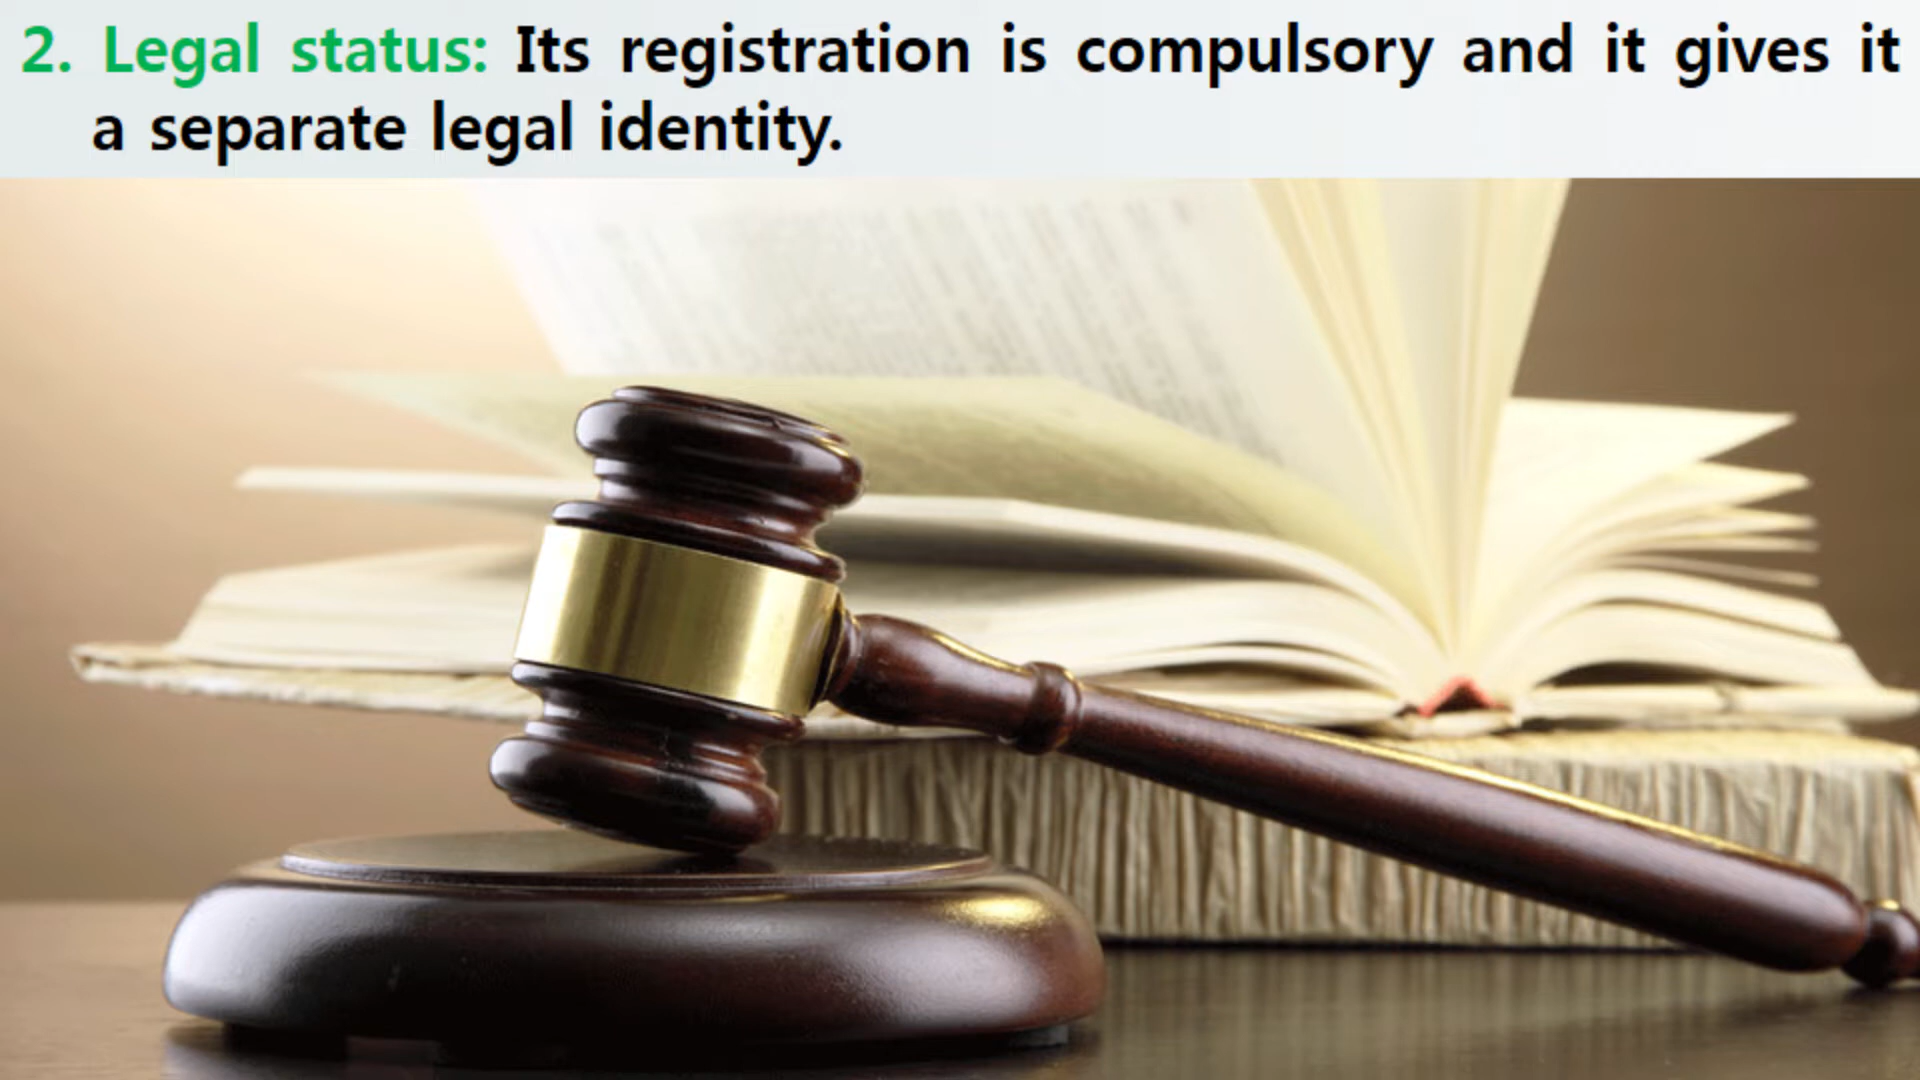 2. Legal status: Its registration is compulsory and it gives it
a separate legal identity.